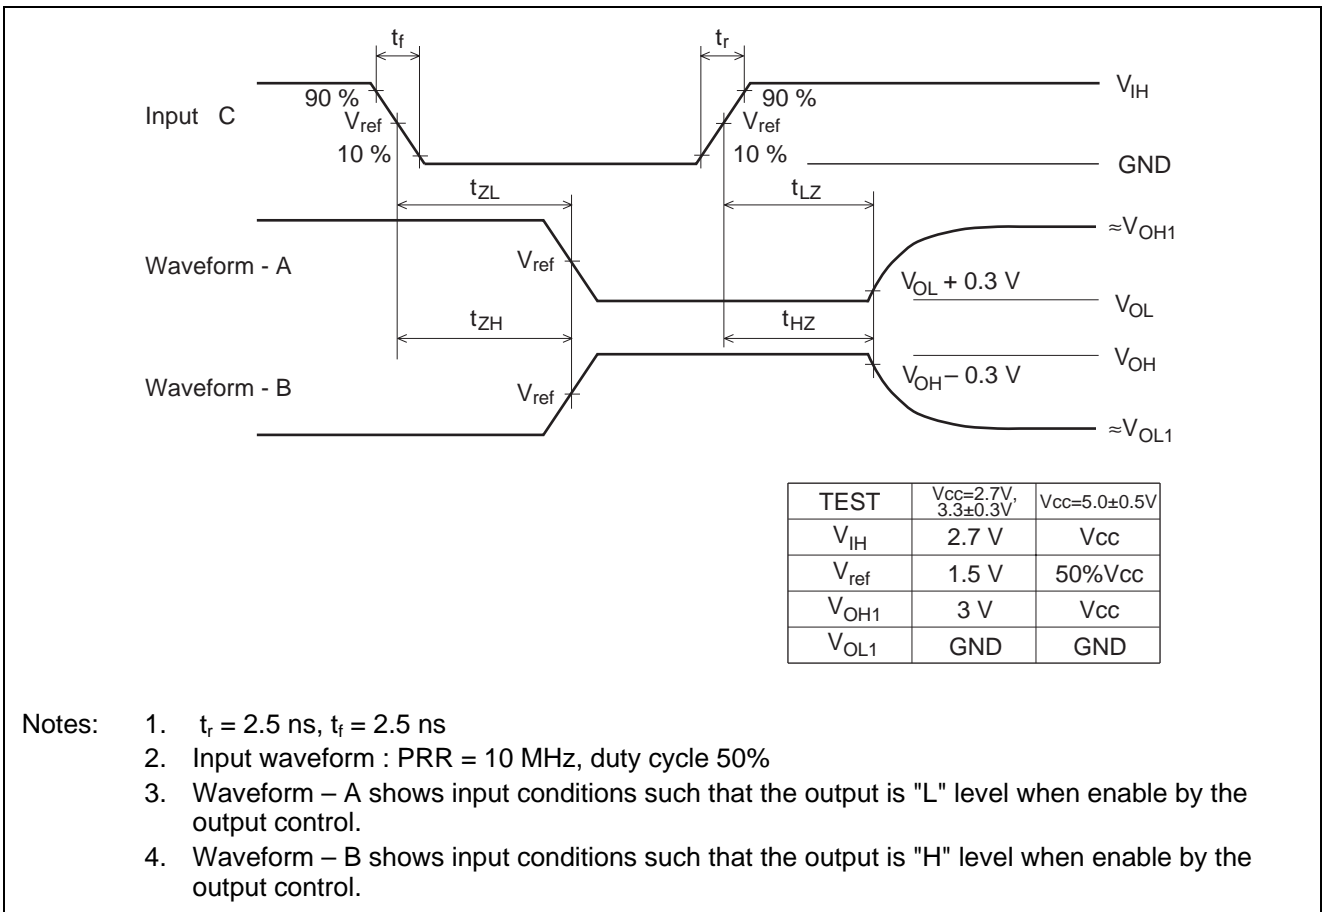 tf
tr
90 %
90 %
VIH
Input C
Vref
Vref
10 %
10 %
GND
tZL
tLZ
≈VOH1
Waveform - A
Vref
VOL + 0.3 V
VOL
tZH
tHZ
VOH
VOH – 0.3 V
Waveform - B
Vref
≈VOL1
TEST Vcc=2.7V, 3.3±0.3V Vcc=5.0±0.5V
VIH 2.7 V Vcc
Vref 1.5 V 50%Vcc
VOH1 3 V Vcc
VOL1 GND GND
Notes: 1. tr = 2.5 ns, tf = 2.5 ns
2. Input waveform : PRR = 10 MHz, duty cycle 50%
3. Waveform – A shows input conditions such that the output is "L" level when enable by the
output control.
4. Waveform – B shows input conditions such that the output is "H" level when enable by the
output control.